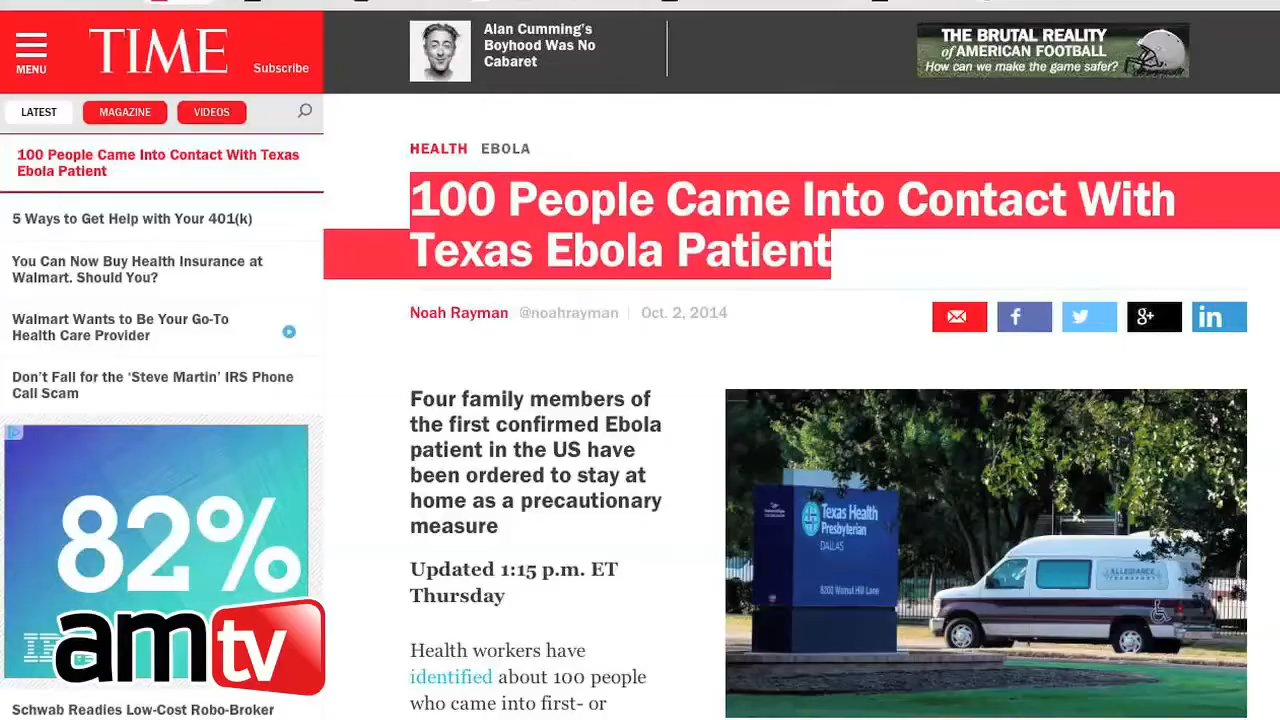 MENU
TIME
Subscribe
Alan Cumming's
Boyhood Was No
Cabaret
THE BRUTAL REALITY
of AMERICAN FOOTBALL
How can we make the game safer?
LATEST
MAGAZINE
VIDEOS
100 People Came Into Contact With Texas
Ebola Patient
5 Ways to Get Help with Your 401(k)
You Can Now Buy Health Insurance at
Walmart. Should You?
Walmart Wants to Be Your Go-To
Health Care Provider
Don't Fall for the 'Steve Martin' IRS Phone
Call Scam
82%
IBM
amtv
Schwab Readies Low-Cost Robo-Broker
HEALTH EBOLA
100 People Came Into Contact With
Texas Ebola Patient
Noah Rayman @noahrayman Oct. 2, 2014
f
8+
in
Four family members of
the first confirmed Ebola
patient in the US have
been ordered to stay at
home as a precautionary
measure
Updated 1:15 p.m. ET
Thursday
Health workers have
identified about 100 people
who came into first- or
Texas Health
Presbyterian
DALLAS
8200 Walnut Hill Lane
ALLEGIANCE
TRANSPORT